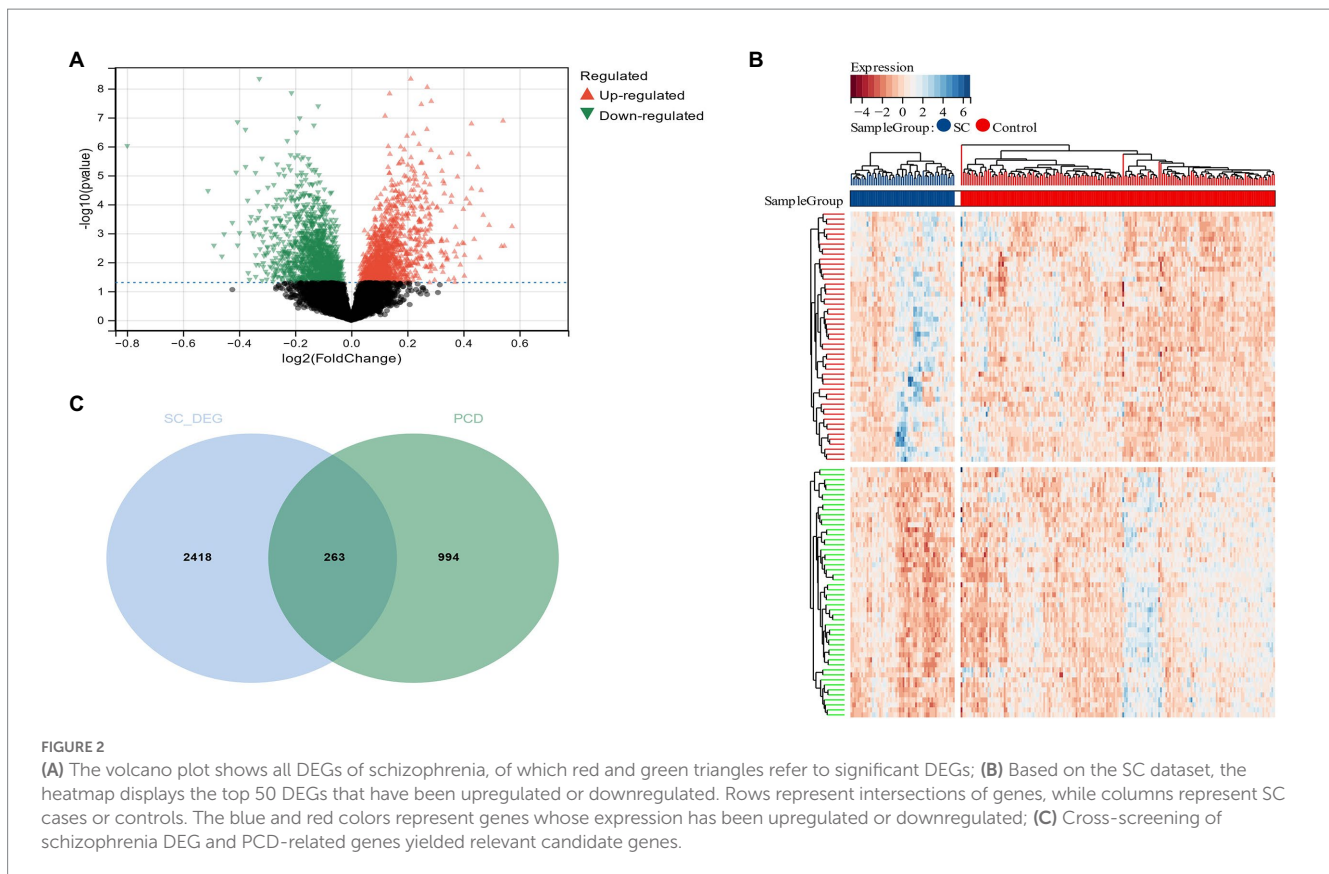 A
-log10(pvalue)
8
7
6
5
4
3
2
1
0
−0.8
−0.6
−0.4
−0.2
0.0
0.2
0.4
0.6
log2(FoldChange)
Regulated
Up-regulated
Down-regulated
B
Expression
−4 −2 0 2 4 6
SampleGroup: SC Control
SampleGroup
C
SC_DEG
PCD
2418
263
994
FIGURE 2
(A) The volcano plot shows all DEGs of schizophrenia, of which red and green triangles refer to significant DEGs; (B) Based on the SC dataset, the
heatmap displays the top 50 DEGs that have been upregulated or downregulated. Rows represent intersections of genes, while columns represent SC
cases or controls. The blue and red colors represent genes whose expression has been upregulated or downregulated; (C) Cross-screening of
schizophrenia DEG and PCD-related genes yielded relevant candidate genes.